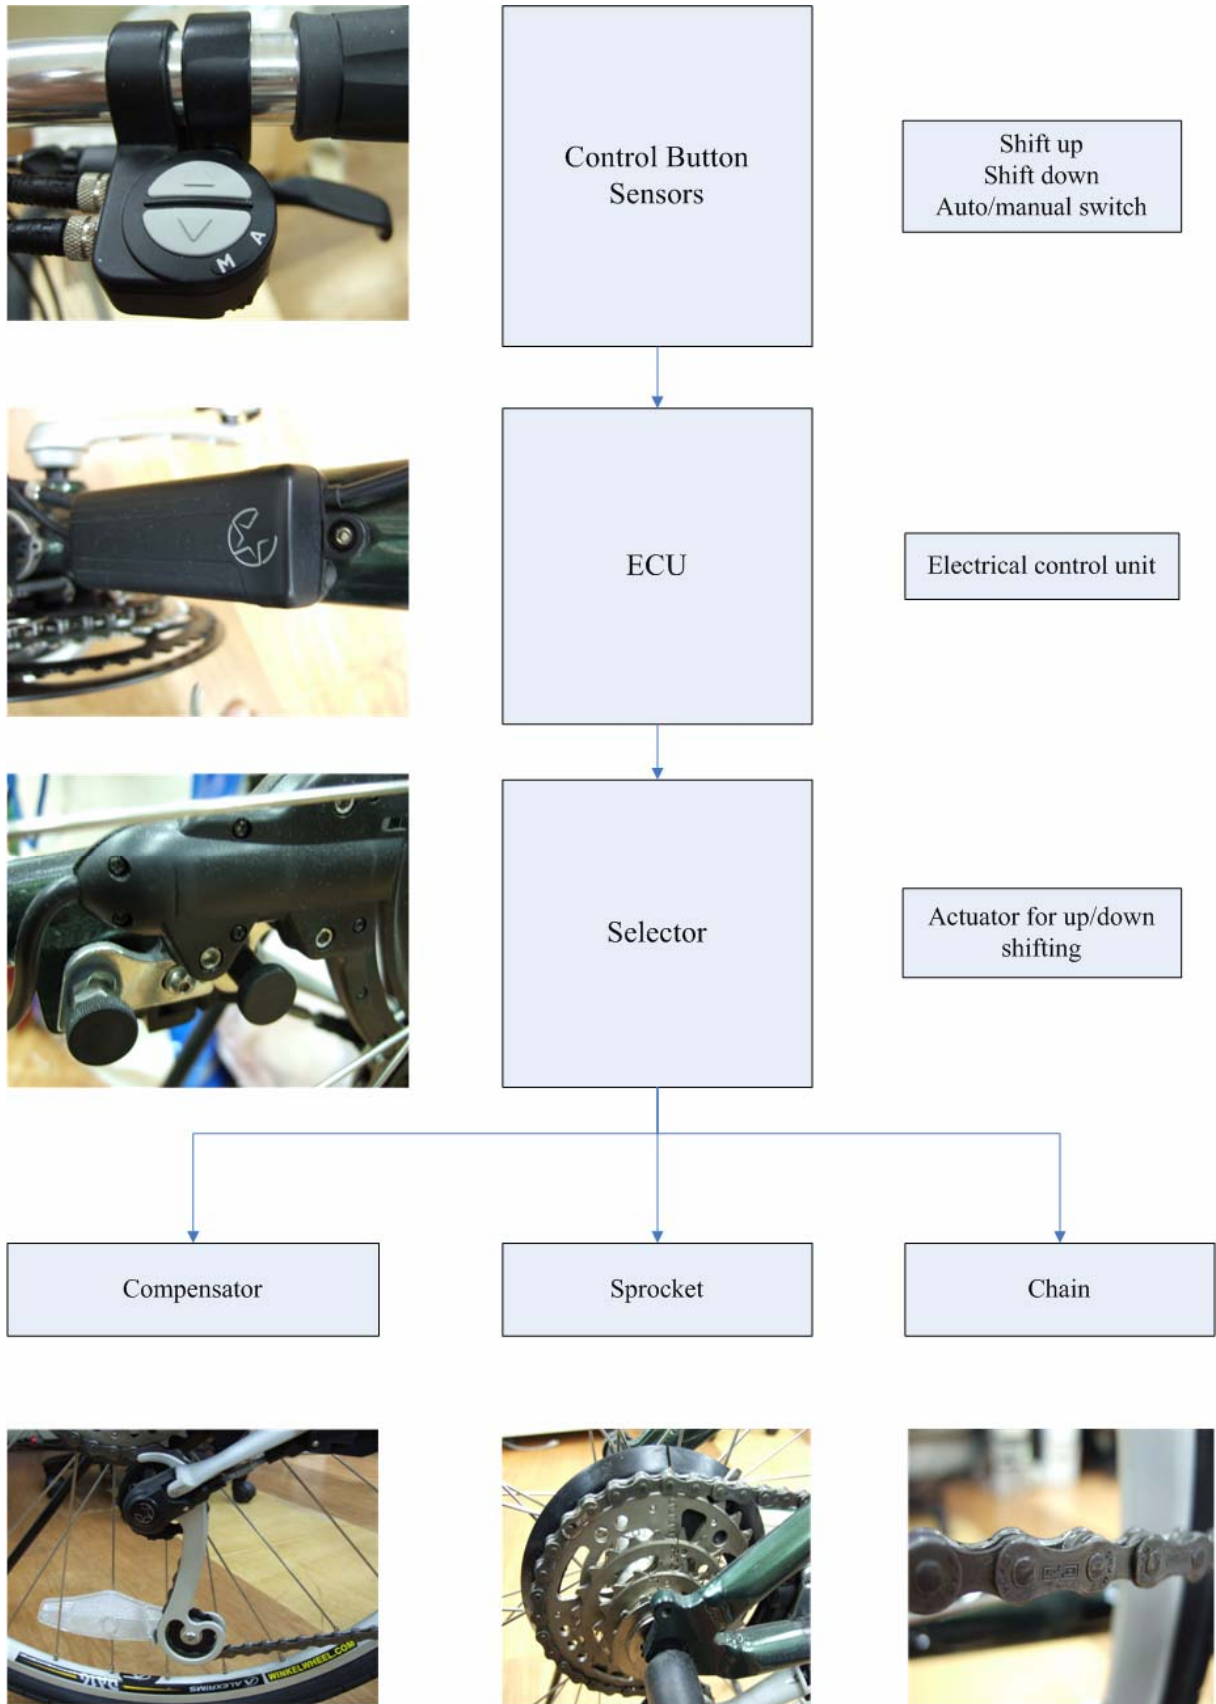 M A
Control Button
Sensors
Shift up
Shift down
Auto/manual switch
ECU
Electrical control unit
Selector
Actuator for up/down
shifting
Compensator
Sprocket
Chain
ALEXRIMS
WINKELWHEEL.COM